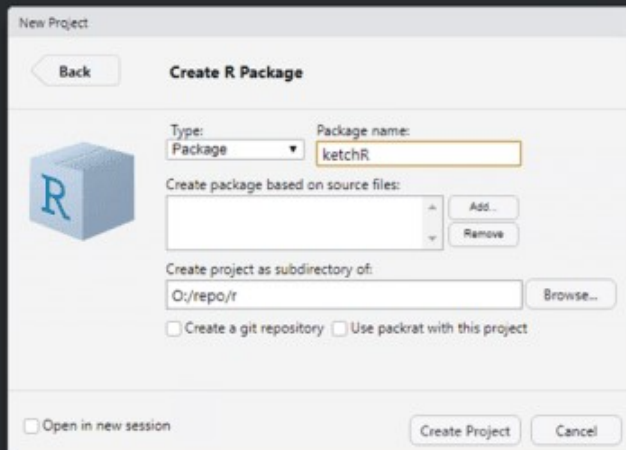 New Project
Back
Create R Package
Type:
Package name:
Package
ketchR
R
Create package based on source files:
Add...
Remove
Create project as subdirectory of:
O:/repo/r
Browse...
Create a git repository
Use packrat with this project
Open in new session
Create Project
Cancel